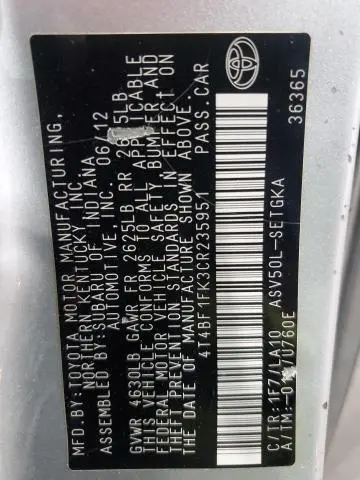 MFD.BY:TOYOTA MOTOR MANUFACTURING,
NORTHERN KENTUCKY, INC.
ASSEMBLED BY:SUBARU OF INDIANA
AUTOMOTIVE, INC. 06/12
GVWR 4630LB GAWR FR 2625LB RR 2625LB
THIS VEHICLE CONFORMS TO ALL APPLICABLE
FEDERAL MOTOR VEHICLE SAFETY, BUMPER AND
THEFT PREVENTION STANDARDS IN EFFECT ON
THE DATE OF MANUFACTURE SHOWN ABOVE.
4T4BF1FK3CR235951 PASS.CAR
C/TR:1F7/LA10 ASV50L-SETGKA
A/TM:-01 /U760E 36365